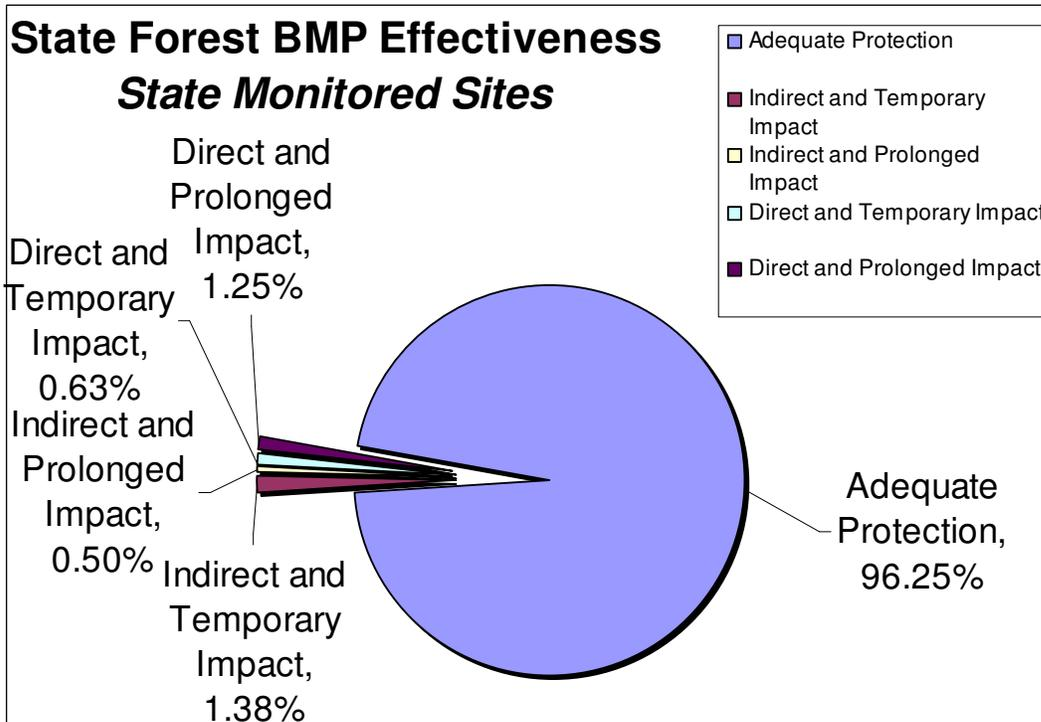 State Forest BMP Effectiveness
State Monitored Sites
Adequate Protection
Indirect and Temporary
Impact
Indirect and Prolonged
Impact
Direct and Temporary Impact
Direct and Prolonged Impact
Direct and
Prolonged
Impact,
1.25%
Direct and
Temporary
Impact,
0.63%
Indirect and
Prolonged
Impact,
0.50%
Indirect and
Temporary
Impact,
1.38%
Adequate
Protection,
96.25%